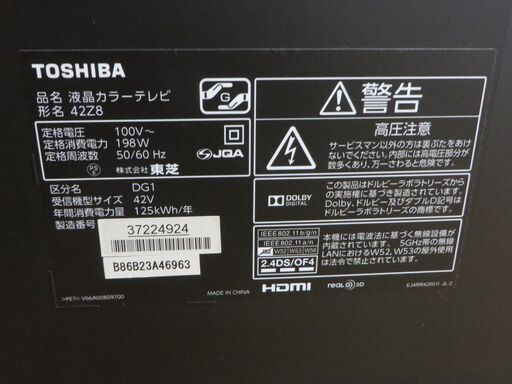 TOSHIBA
品名 液晶カラーテレビ
形名 42Z8
定格電圧 100V～
定格消費電力 198W
定格周波数 50/60 Hz
JQA
株式会社 東芝
区分名 DG1
受信機型サイズ 42V
年間消費電力量 125kWh/年
製造番号
37224924
B86B23A46963
>PET< V66A00809700
MADE IN CHINA
警告
高圧注意
サービスマン以外の方は裏ぶたをあけ
ないでください。内部には高電圧部分が
数多くあり、万一さわると危険です。
DOLBY
DIGITAL
この製品はドルビーラボラトリーズから
の実施権に基づき製造されています。
Dolby、ドルビー及びダブルD記号は
ドルビーラボラトリーズの商標です。
IEEE802.11b/g/n
IEEE802.11a/n
W52 W53 W56
2.4DS/OF4
本機には電波法に基づく無線設備が
内蔵されています。 5GHz帯の無線
LANにおけるW52, W53の屋外使用
は法令により禁止されています。
HDMI
REAL D 3D
EJ4RR42001I JL-2